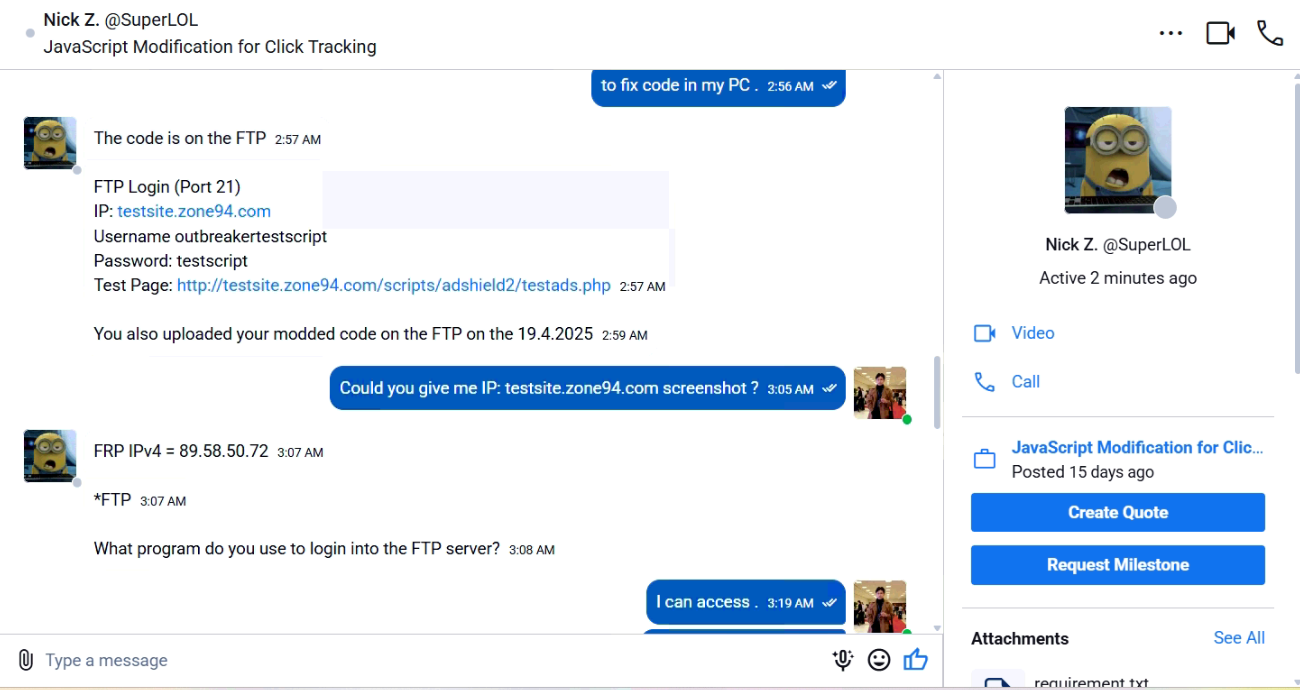 Nick Z. @SuperLOL
JavaScript Modification for Click Tracking
to fix code in my PC . 2:56 AM
The code is on the FTP 2:57 AM
FTP Login (Port 21)
IP: testsite.zone94.com
Username outbreakertestscript
Password: testscript
Test Page: http://testsite.zone94.com/scripts/adshield2/testads.php 2:57 AM
You also uploaded your modded code on the FTP on the 19.4.2025 2:59 AM
Could you give me IP: testsite.zone94.com screenshot ? 3:05 AM
FRP IPv4 = 89.58.50.72 3:07 AM
*FTP 3:07 AM
What program do you use to login into the FTP server? 3:08 AM
I can access . 3:19 AM
Type a message
Nick Z. @SuperLOL
Active 2 minutes ago
Video
Call
JavaScript Modification for Clic...
Posted 15 days ago
Create Quote
Request Milestone
Attachments See All
requirement.txt